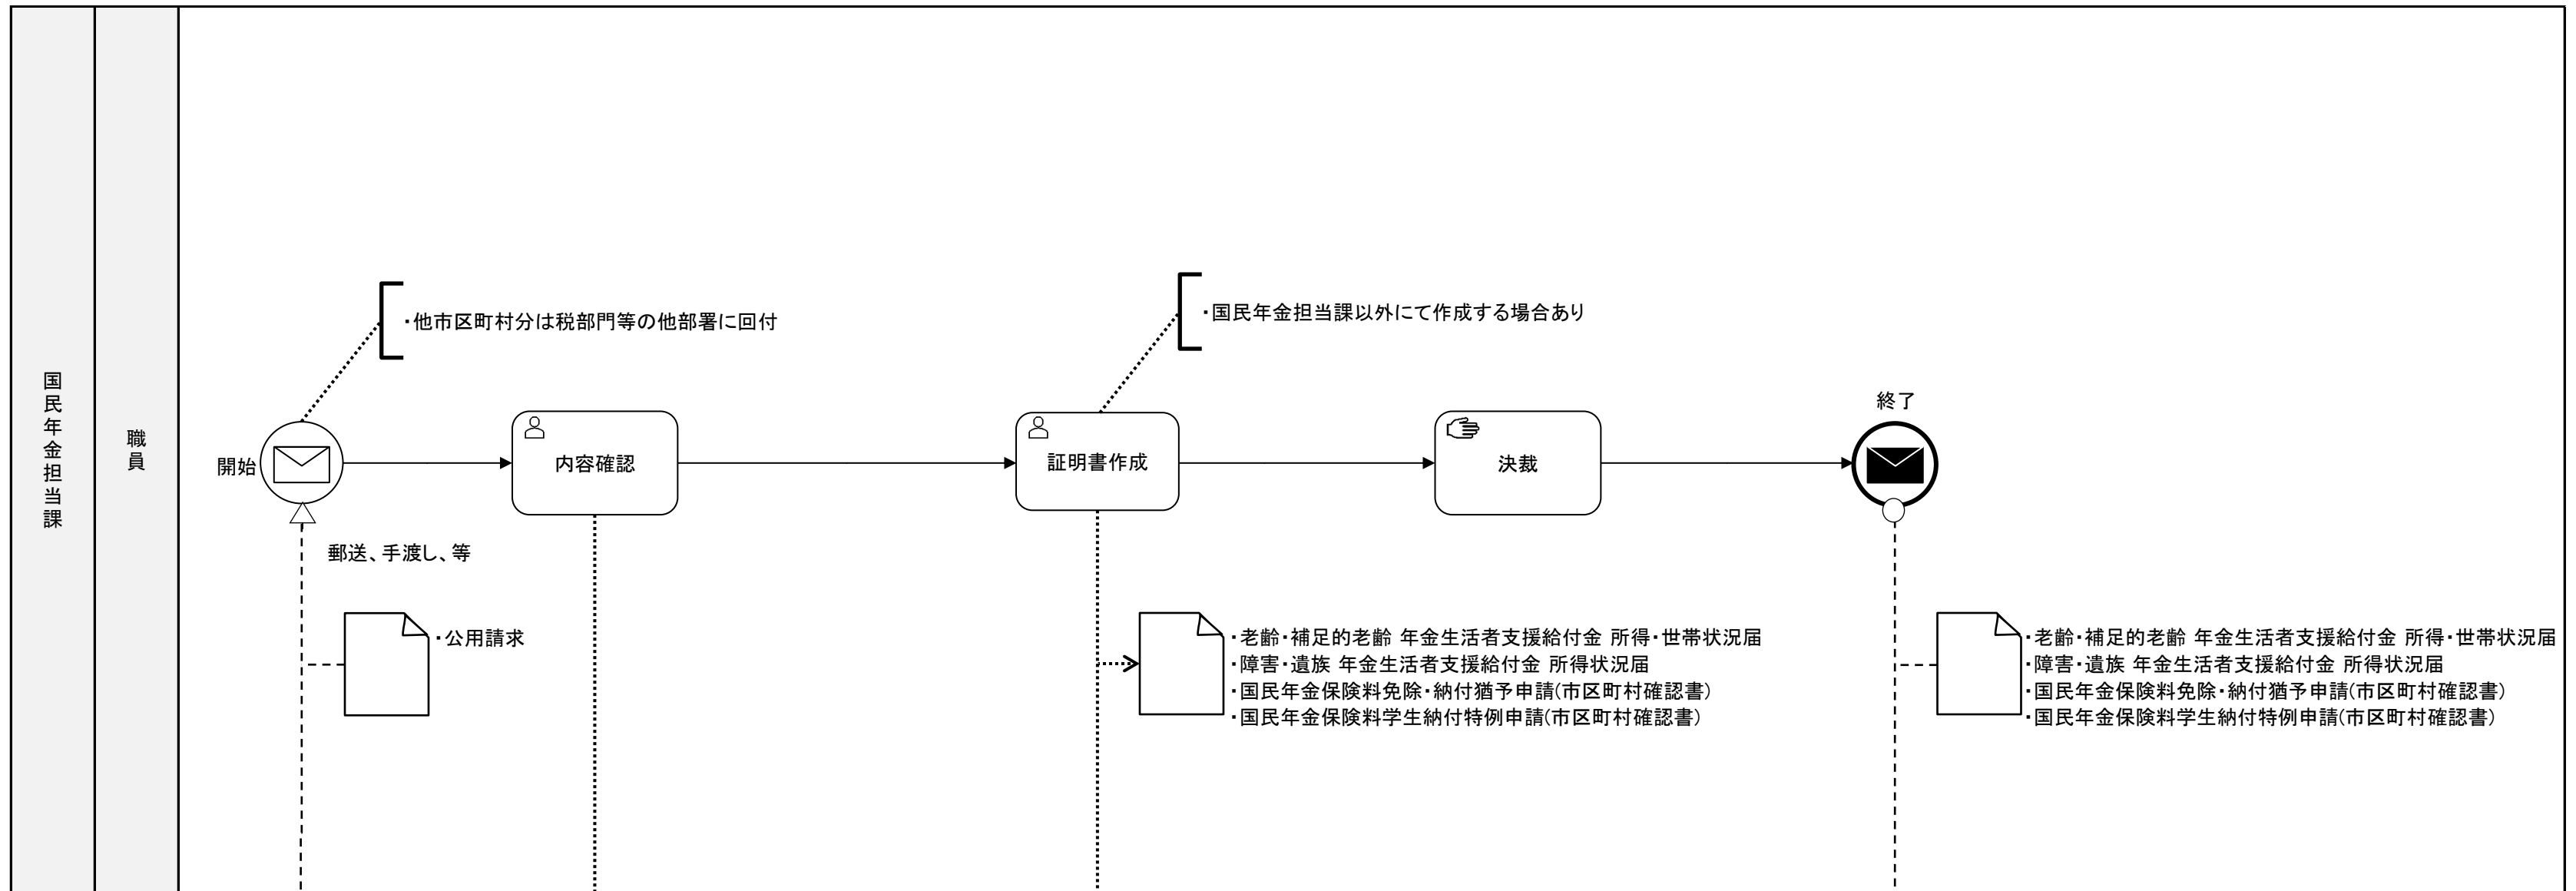 国民年金担当課
職員
・他市区町村分は税部門等の他部署に回付
・国民年金担当課以外にて作成する場合あり
開始
内容確認
証明書作成
決裁
終了
郵送、手渡し、等
・公用請求
・老齢・補足的老齢 年金生活者支援給付金 所得・世帯状況届
・障害・遺族 年金生活者支援給付金 所得状況届
・国民年金保険料免除・納付猶予申請(市区町村確認書)
・国民年金保険料学生納付特例申請(市区町村確認書)
・老齢・補足的老齢 年金生活者支援給付金 所得・世帯状況届
・障害・遺族 年金生活者支援給付金 所得状況届
・国民年金保険料免除・納付猶予申請(市区町村確認書)
・国民年金保険料学生納付特例申請(市区町村確認書)